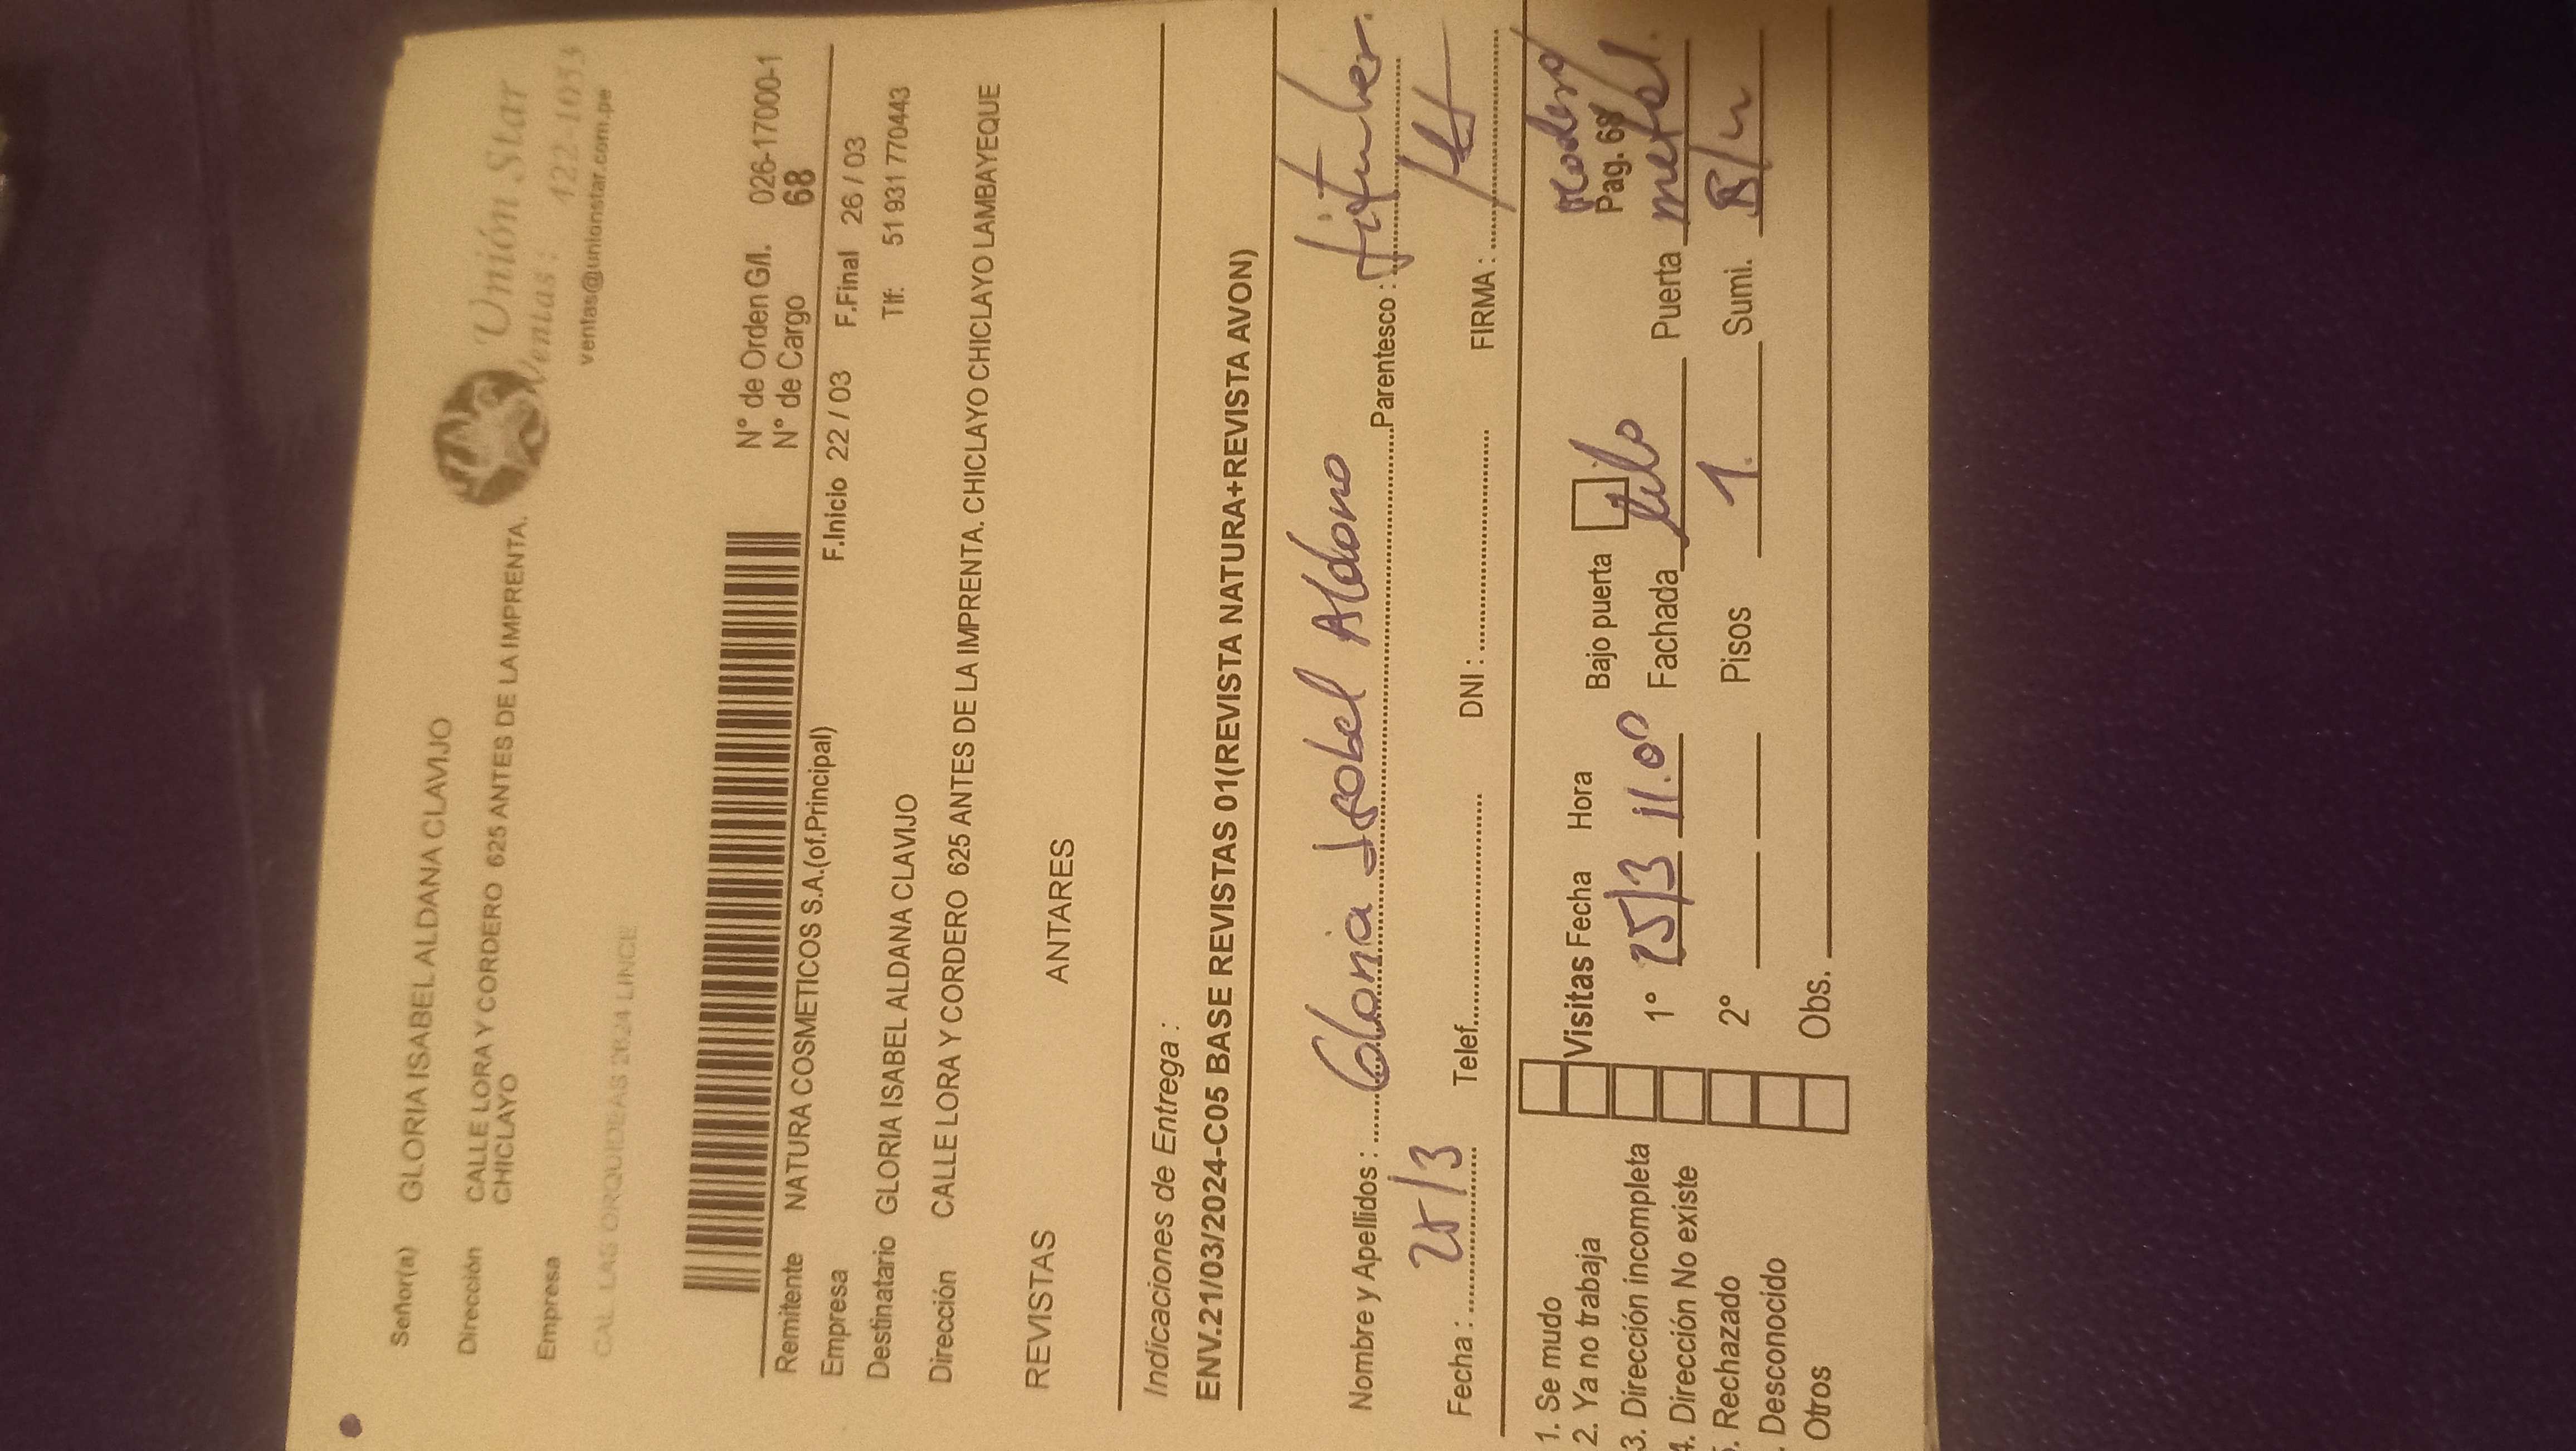 Señor(a) GLORIA ISABEL ALDANA CLAVIJO
Unión Star
Dirección CALLE LORA Y CORDERO 625 ANTES DE LA IMPRENTA.
CHICLAYO
Ventas : 422-1053
Empresa
ventas@unionstar.com.pe
CAL LAS ORQUIDEAS 2624 LINCE
N° de Orden G/I. 026-17000-1
N° de Cargo 68
Remitente NATURA COSMETICOS S.A.(of.Principal)
Empresa F.Inicio 22 / 03 F.Final 26 / 03
Destinatario GLORIA ISABEL ALDANA CLAVIJO Tlf: 51 931 770443
Dirección CALLE LORA Y CORDERO 625 ANTES DE LA IMPRENTA. CHICLAYO CHICLAYO CHICLAYO LAMBAYEQUE
REVISTAS ANTARES
Indicaciones de Entrega :
ENV.21/03/2024-C05 BASE REVISTAS 01(REVISTA NATURA+REVISTA AVON)
Nombre y Apellidos : Gloria Isabel Aldana Parentesco :
Fecha : 25/3 Telef. DNI : FIRMA :
1. Se mudo
2. Ya no trabaja Visitas Fecha Hora Bajo puerta Pag. 68
3. Dirección incompleta 1° 25/3 11.00 Fachada Puerta metal.
4. Dirección No existe
. Rechazado 2° Pisos 1. Sumi. S/N
. Desconocido
Otros Obs.